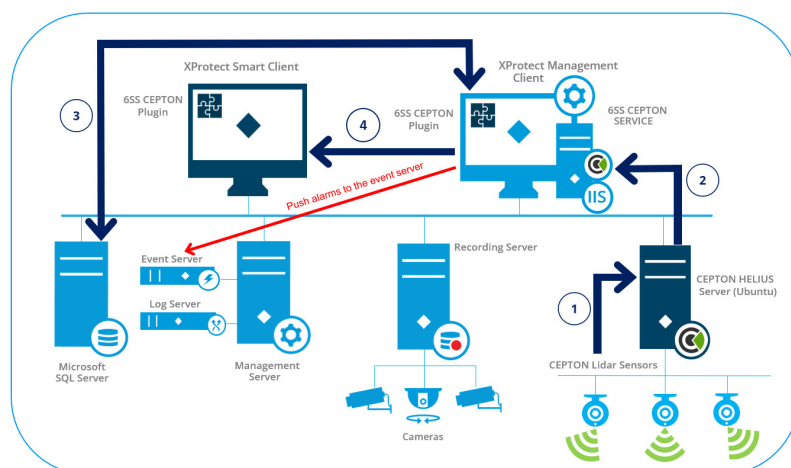 XProtect Smart Client
XProtect Management
Client
6SS CEPTON
Plugin
6SS CEPTON
Plugin
6SS CEPTON
SERVICE
3
4
2
IIS
Push alarms to the event server
Event Server
Log Server
Recording Server
CEPTON HELIUS
Server (Ubuntu)
1
Microsoft
SQL Server
Management
Server
CEPTON Lidar Sensors
Cameras